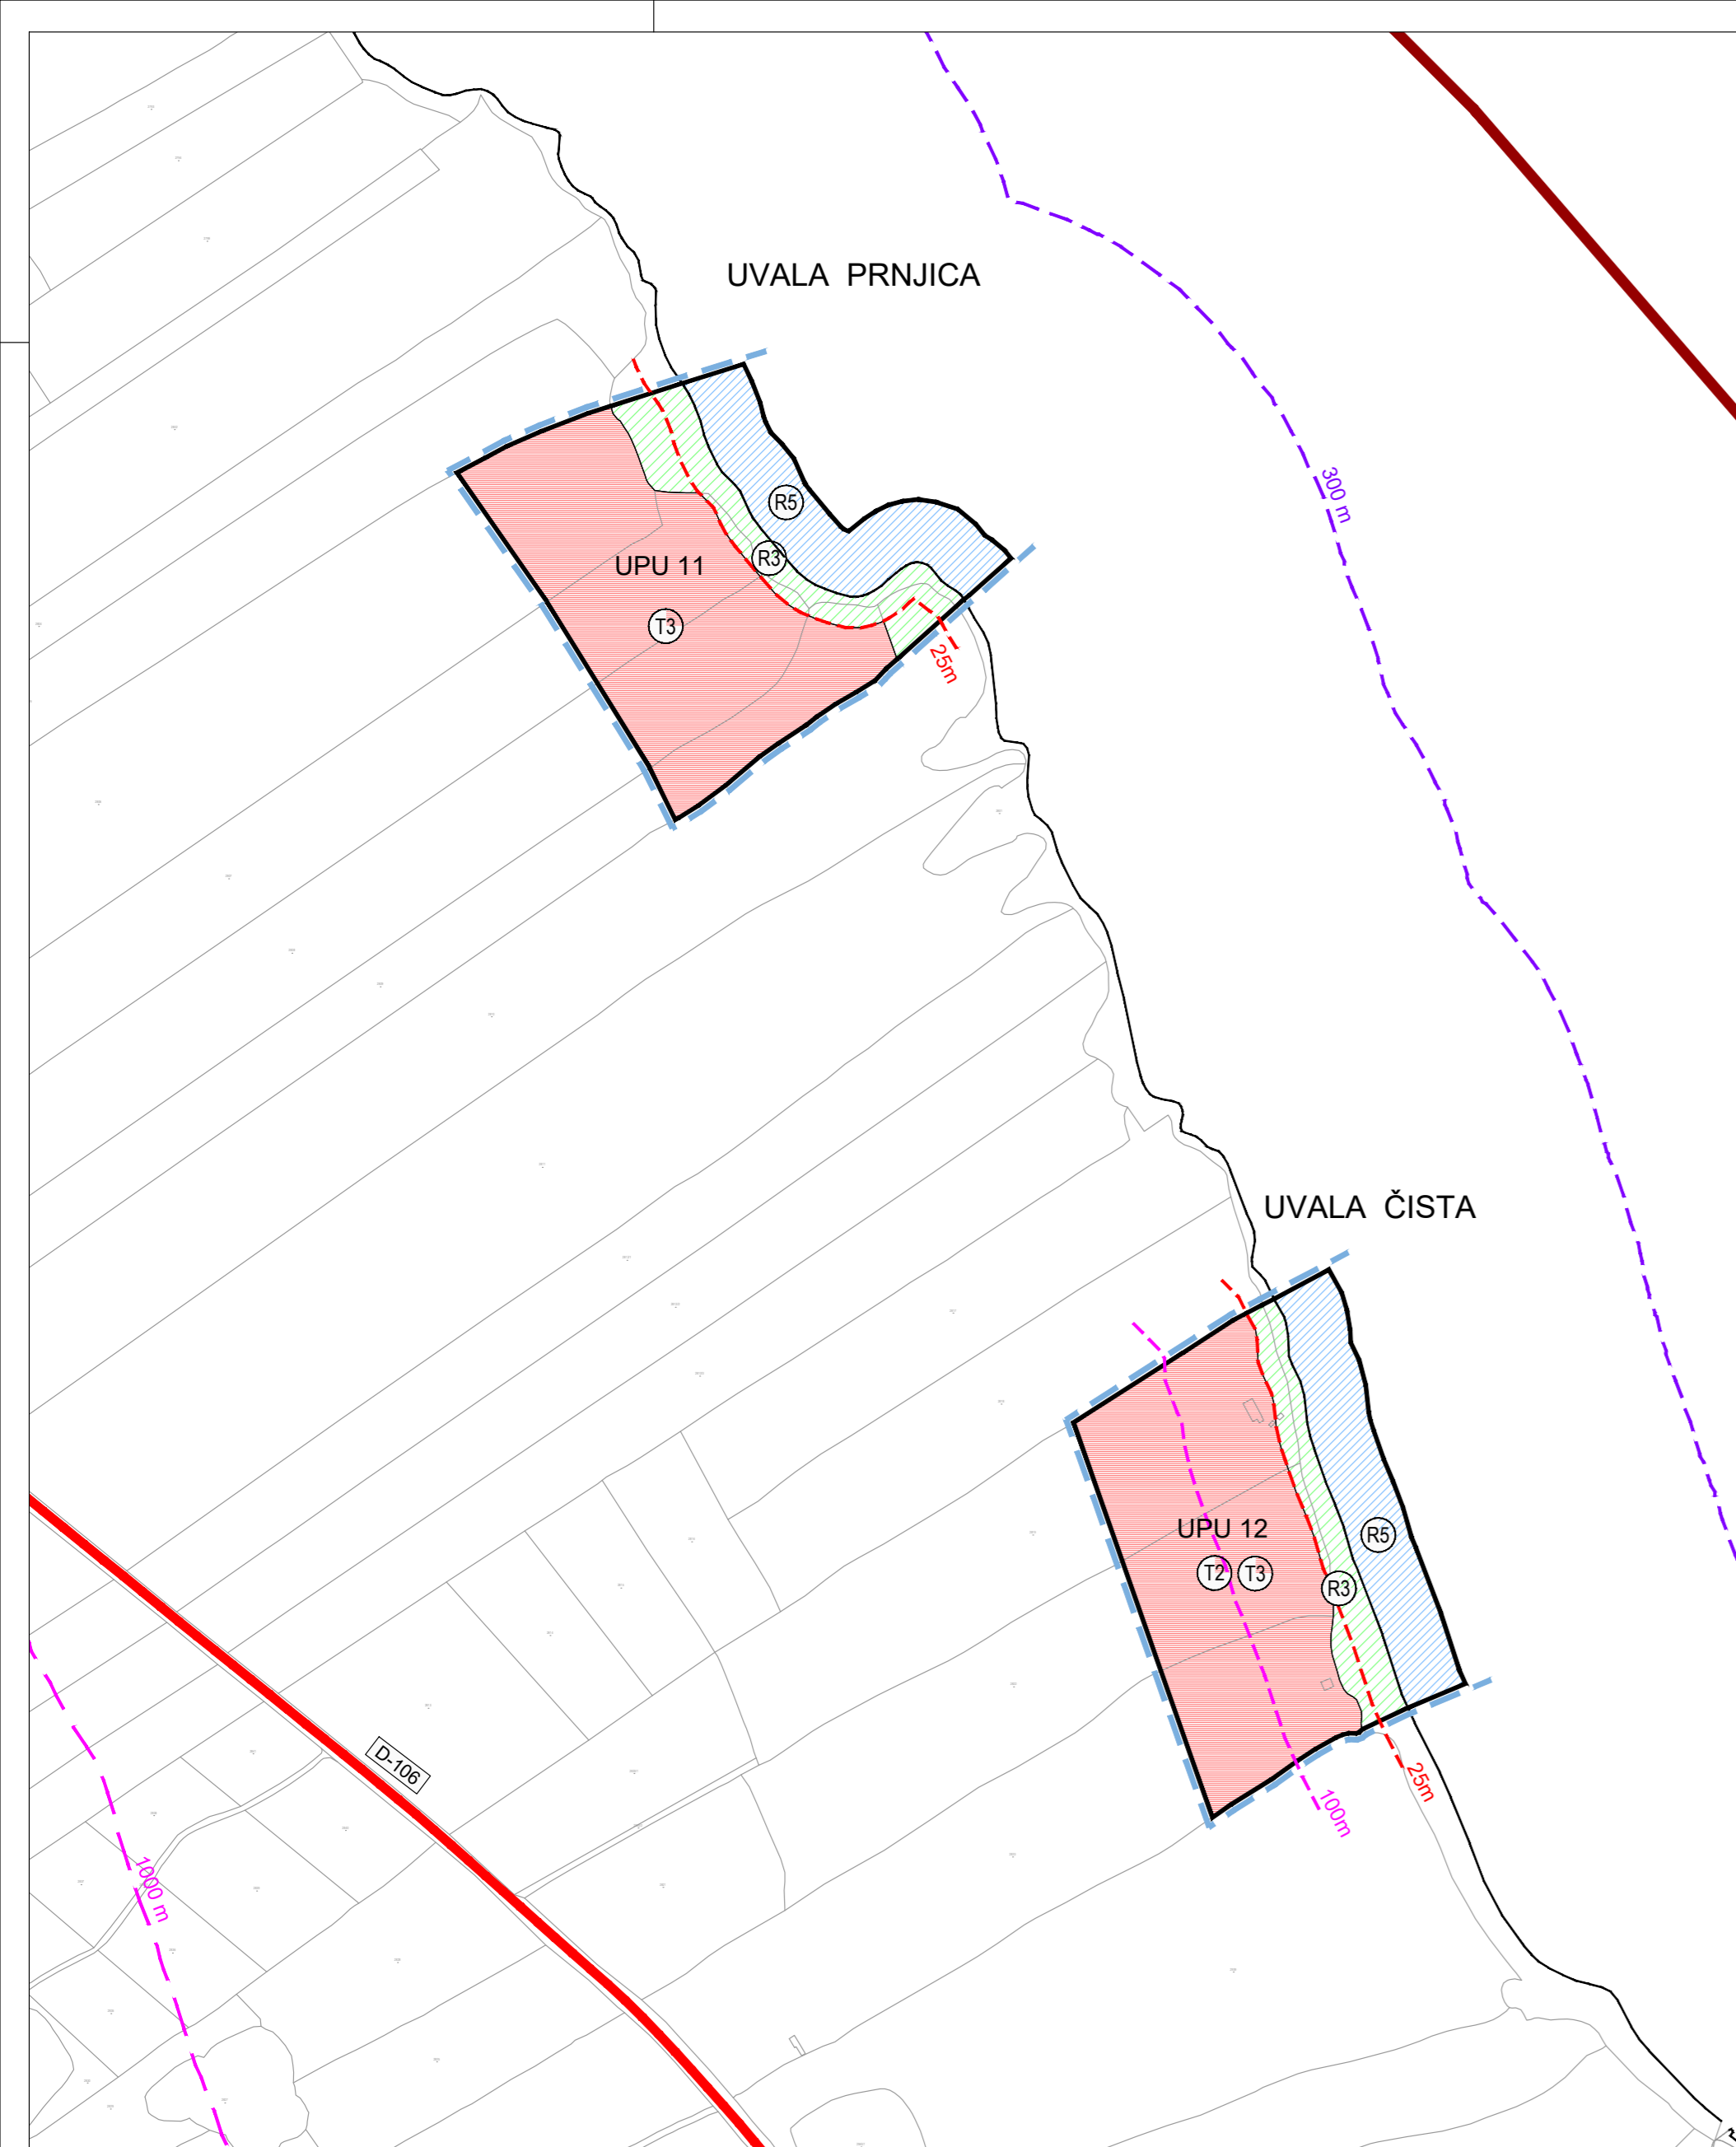 UVALA PRNJICA
300 m
R5
R3
UPU 11
T3
25m
UVALA ČISTA
UPU 12
R5
T2
T3
R3
D-106
25m
100m
1000 m